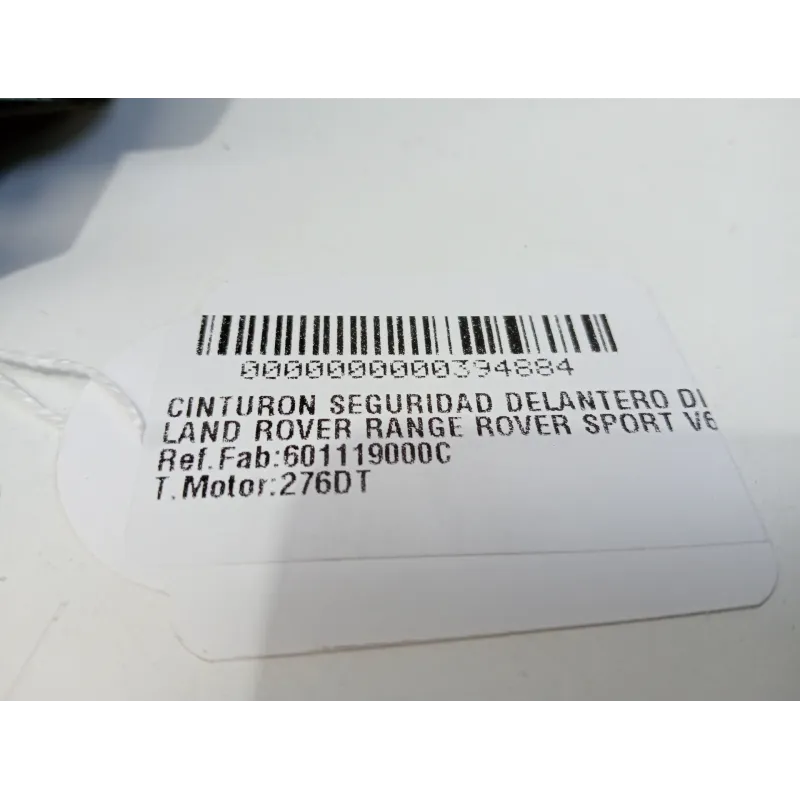 0000000000394884
CINTURON SEGURIDAD DELANTERO DI
LAND ROVER RANGE ROVER SPORT V6
Ref.Fab:601119000C
T.Motor:276DT